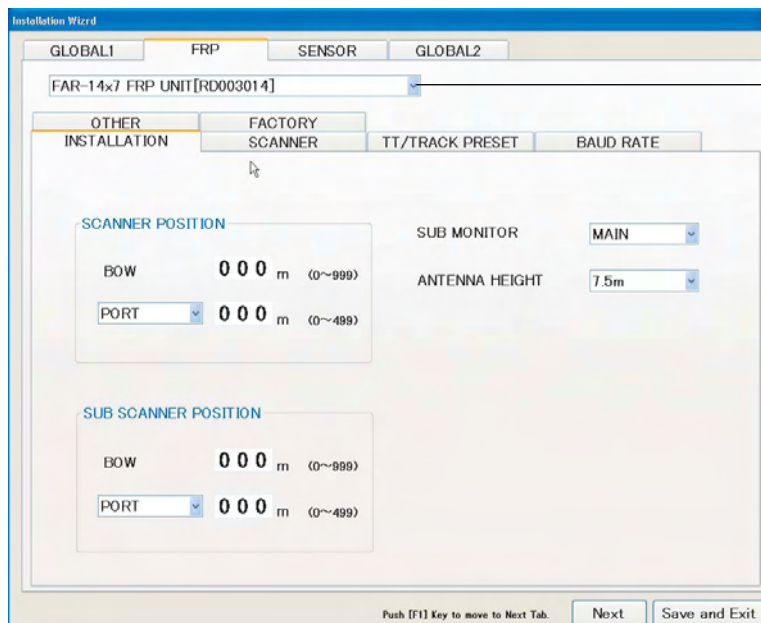 Installation Wizrd
GLOBAL1 FRP SENSOR GLOBAL2
FAR-14x7 FRP UNIT[RD003014]
OTHER FACTORY
INSTALLATION SCANNER TT/TRACK PRESET BAUD RATE
SCANNER POSITION
BOW 000 m (0~999)
PORT 000 m (0~499)
SUB MONITOR MAIN
ANTENNA HEIGHT 7.5m
SUB SCANNER POSITION
BOW 000 m (0~999)
PORT 000 m (0~499)
Push [F1] Key to move to Next Tab. Next Save and Exit